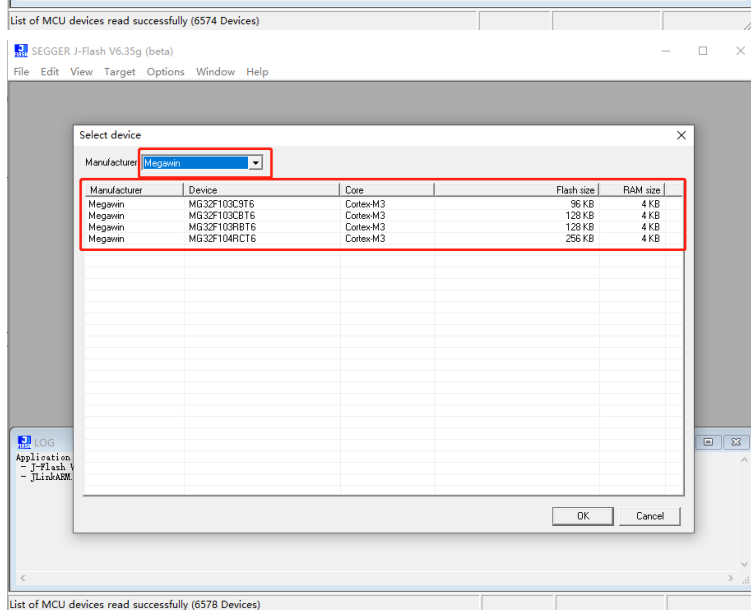 List of MCU devices read successfully (6574 Devices)
SEGGER J-Flash V6.35g (beta)
File Edit View Target Options Window Help
Select device
Manufacturer Megawin
Manufacturer Device Core Flash size RAM size
Megawin MG32F103C9T6 Cortex-M3 96 KB 4 KB
Megawin MG32F103CBT6 Cortex-M3 128 KB 4 KB
Megawin MG32F103RBT6 Cortex-M3 128 KB 4 KB
Megawin MG32F104RCT6 Cortex-M3 256 KB 4 KB
LOG
Application
- J-Flash V
- JLinkARM.
OK Cancel
List of MCU devices read successfully (6578 Devices)